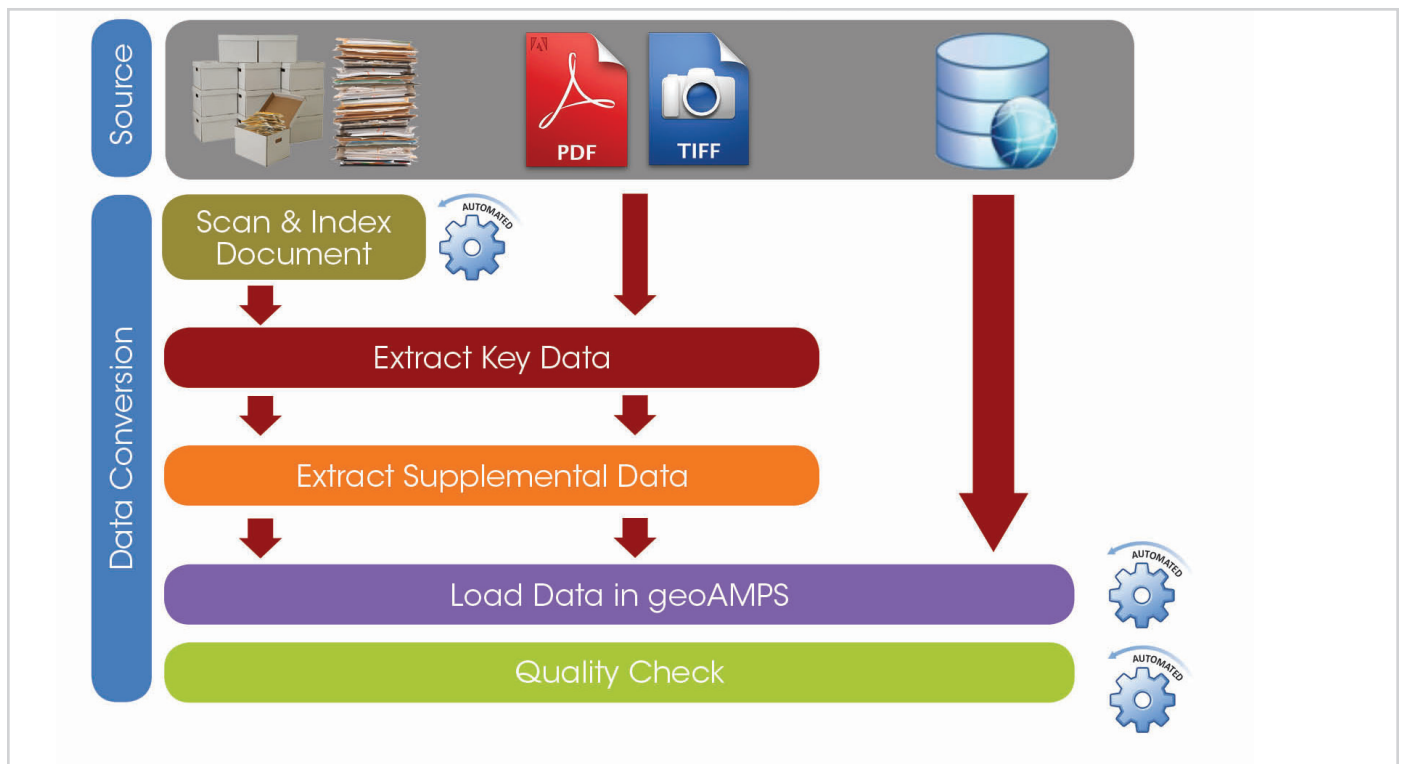 Source
PDF
TIFF
Data Conversion
Scan & Index
Document
AUTOMATED
Extract Key Data
Extract Supplemental Data
Load Data in geoAMPS
AUTOMATED
Quality Check
AUTOMATED